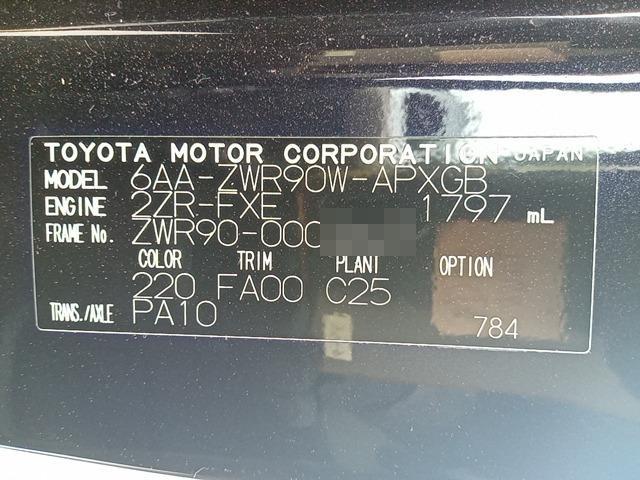 TOYOTA MOTOR CORPORATION JAPAN
MODEL 6AA-ZWR90W-APXGB
ENGINE 2ZR-FXE 1797 mL
FRAME No. ZWR90-000
COLOR TRIM PLANT OPTION
220 FA00 C25
TRANS./AXLE PA10
784